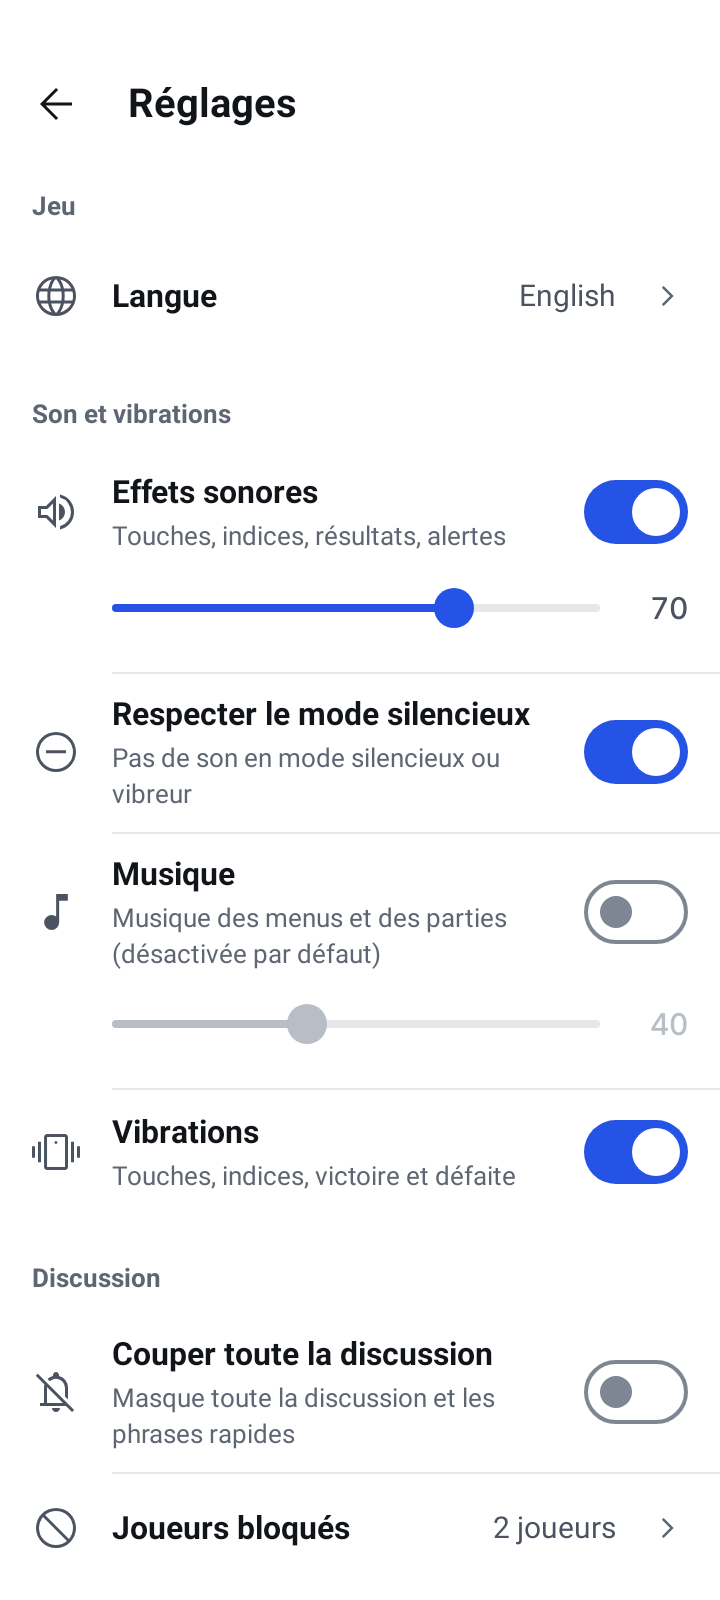 Réglages
Jeu
Langue
English
Son et vibrations
Effets sonores
Touches, indices, résultats, alertes
70
Respecter le mode silencieux
Pas de son en mode silencieux ou
vibreur
Musique
Musique des menus et des parties
(désactivée par défaut)
40
Vibrations
Touches, indices, victoire et défaite
Discussion
Couper toute la discussion
Masque toute la discussion et les
phrases rapides
Joueurs bloqués
2 joueurs